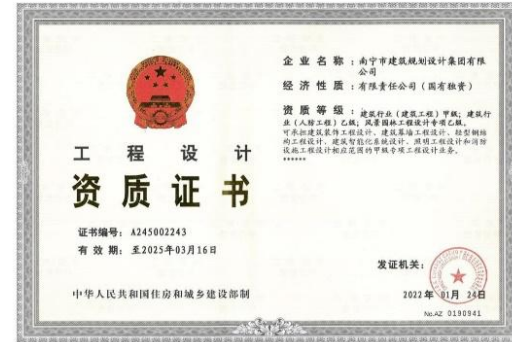 工程设计
资质证书
证书编号：A245002243
有效期：至2025年03月16日
中华人民共和国住房和城乡建设部制
企业名称：南宁市建筑规划设计集团有限
公司
经济性质：有限责任公司（国有独资）
资质等级：建筑行业（建筑工程）甲级；建筑行
业（人防工程）乙级；风景园林工程设计专项乙级。
可承担建筑装饰工程设计、建筑幕墙工程设计、轻型钢结
构工程设计、建筑智能化系统设计、照明工程设计和消防
设施工程设计相应范围的甲级专项工程设计业务。
******
发证机关：
2022年01月24日
No.AZ 0190941